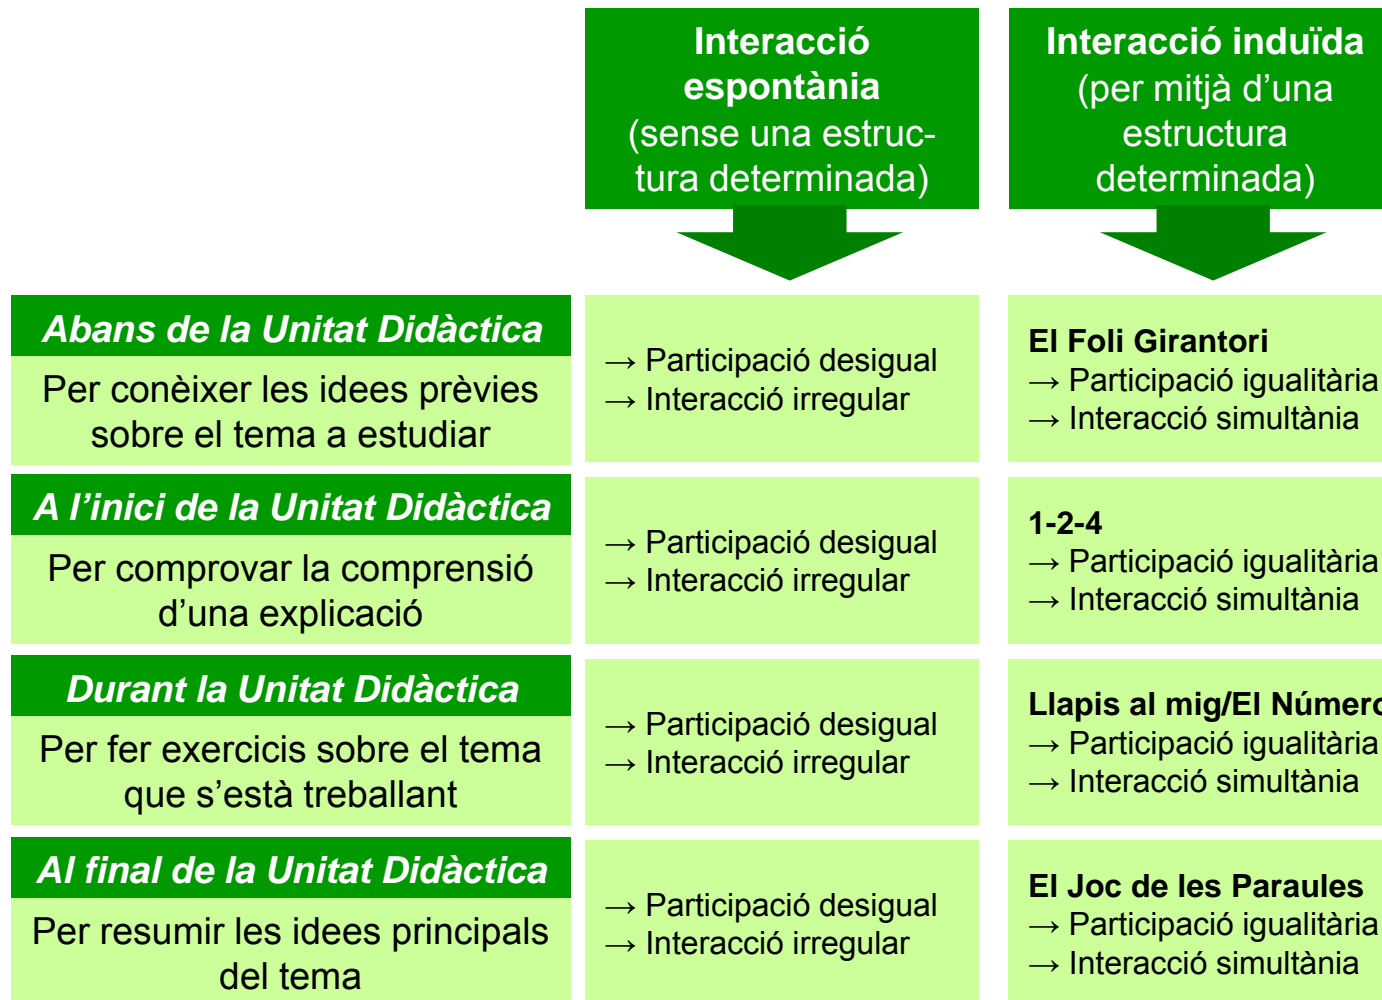 Interacció
espontània
(sense una estruc-
tura determinada)
Interacció induïda
(per mitjà d’una
estructura
determinada)
Abans de la Unitat Didàctica
Per conèixer les idees prèvies
sobre el tema a estudiar
→ Participació desigual
→ Interacció irregular
El Foli Girantori
→ Participació igualitària
→ Interacció simultània
A l’inici de la Unitat Didàctica
Per comprovar la comprensió
d’una explicació
→ Participació desigual
→ Interacció irregular
1-2-4
→ Participació igualitària
→ Interacció simultània
Durant la Unitat Didàctica
Per fer exercicis sobre el tema
que s’està treballant
→ Participació desigual
→ Interacció irregular
Llapis al mig/El Número
→ Participació igualitària
→ Interacció simultània
Al final de la Unitat Didàctica
Per resumir les idees principals
del tema
→ Participació desigual
→ Interacció irregular
El Joc de les Paraules
→ Participació igualitària
→ Interacció simultània